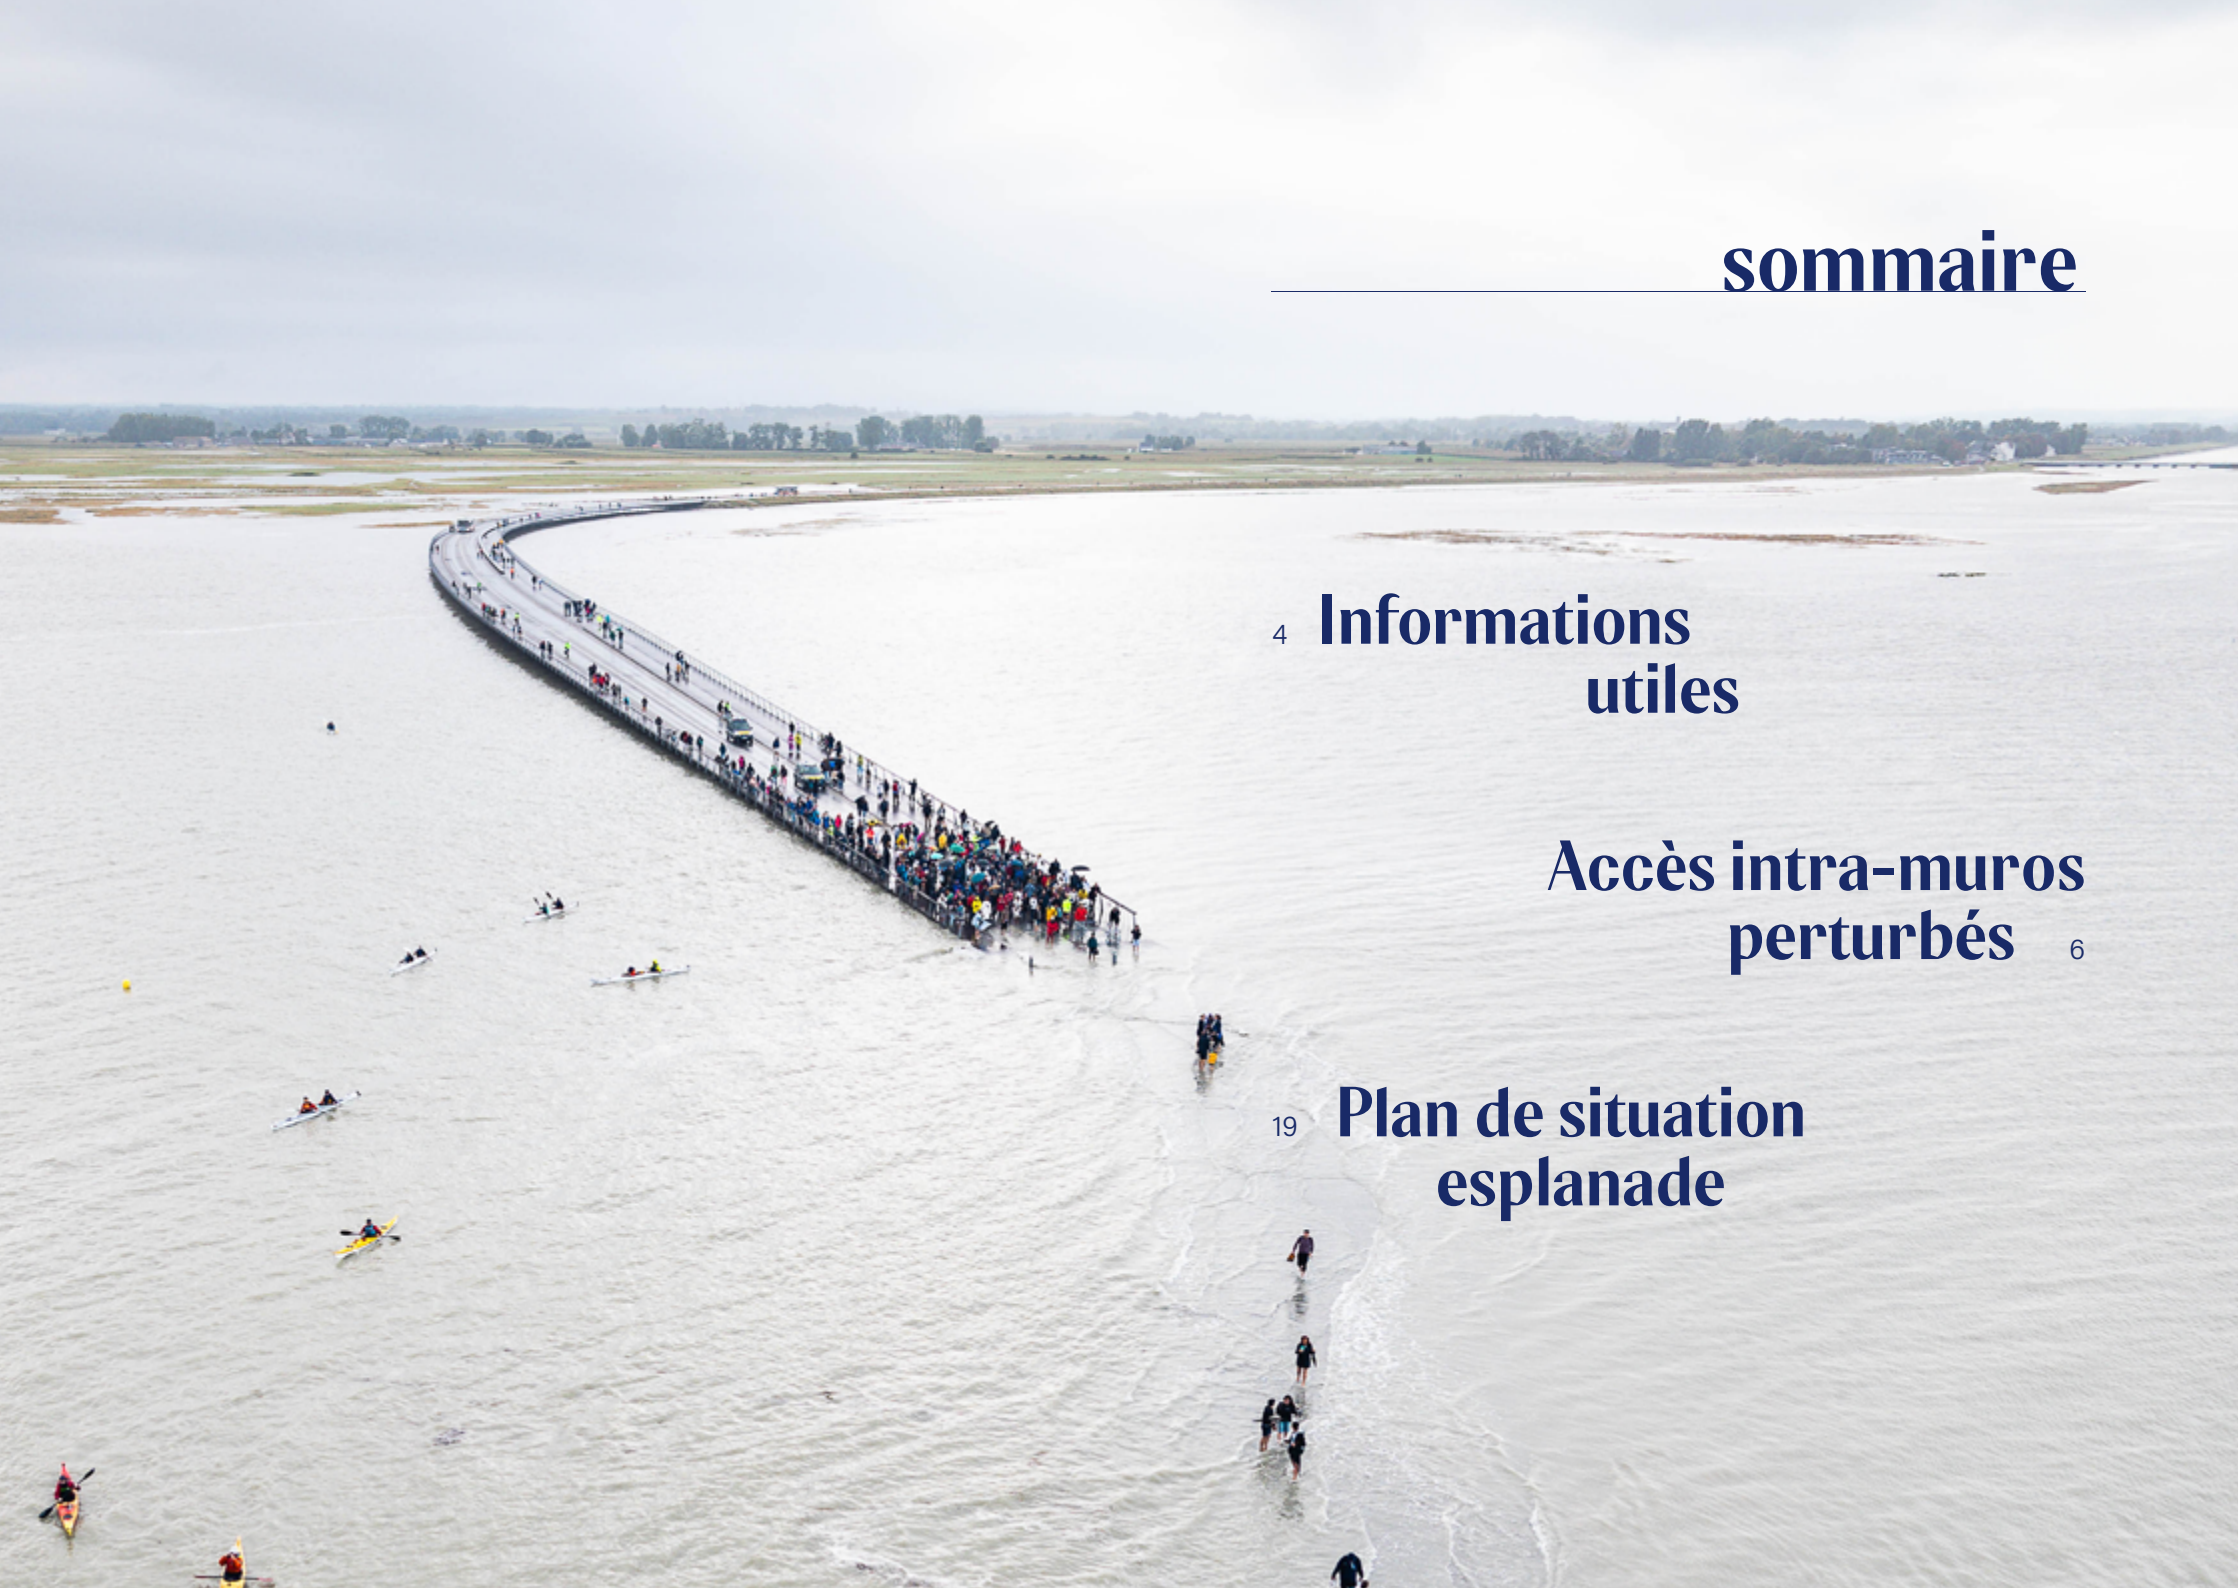 sommaire
4 Informations
utiles
Accès intra-muros
perturbés 6
19 Plan de situation
esplanade